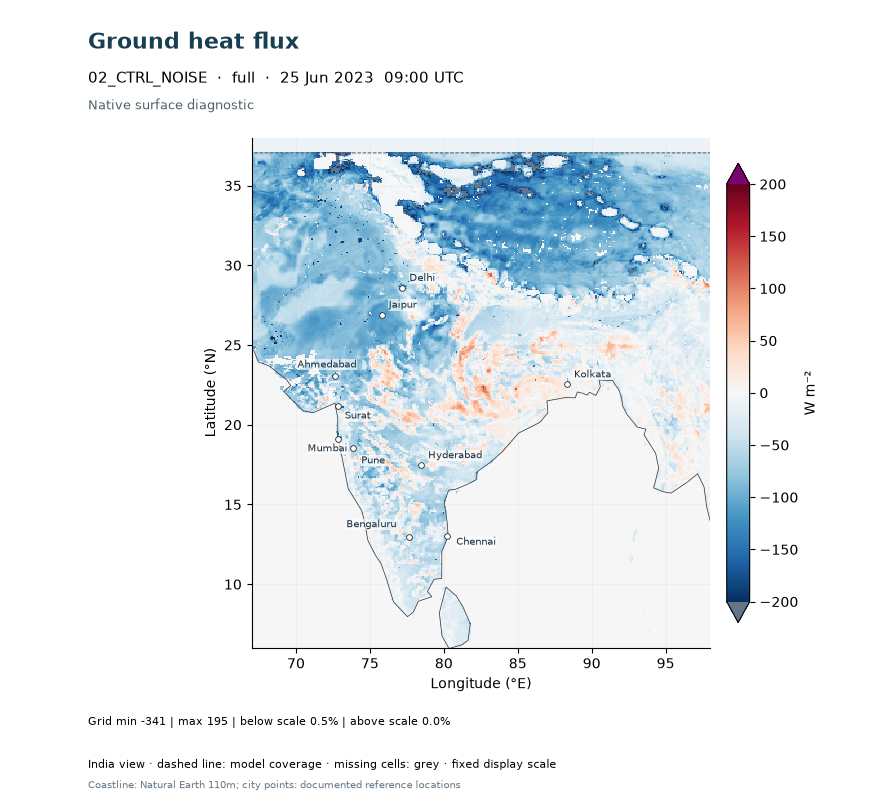 Ground heat flux
02_CTRL_NOISE · full · 25 Jun 2023 09:00 UTC
Native surface diagnostic
35
30
25
20
15
10
Latitude (°N)
Delhi
Jaipur
Ahmedabad
Kolkata
Surat
Mumbai
Pune
Hyderabad
Bengaluru
Chennai
70
75
80
85
90
95
Longitude (°E)
200
150
100
50
0
−50
−100
−150
−200
W m⁻²
Grid min -341 | max 195 | below scale 0.5% | above scale 0.0%
India view · dashed line: model coverage · missing cells: grey · fixed display scale
Coastline: Natural Earth 110m; city points: documented reference locations